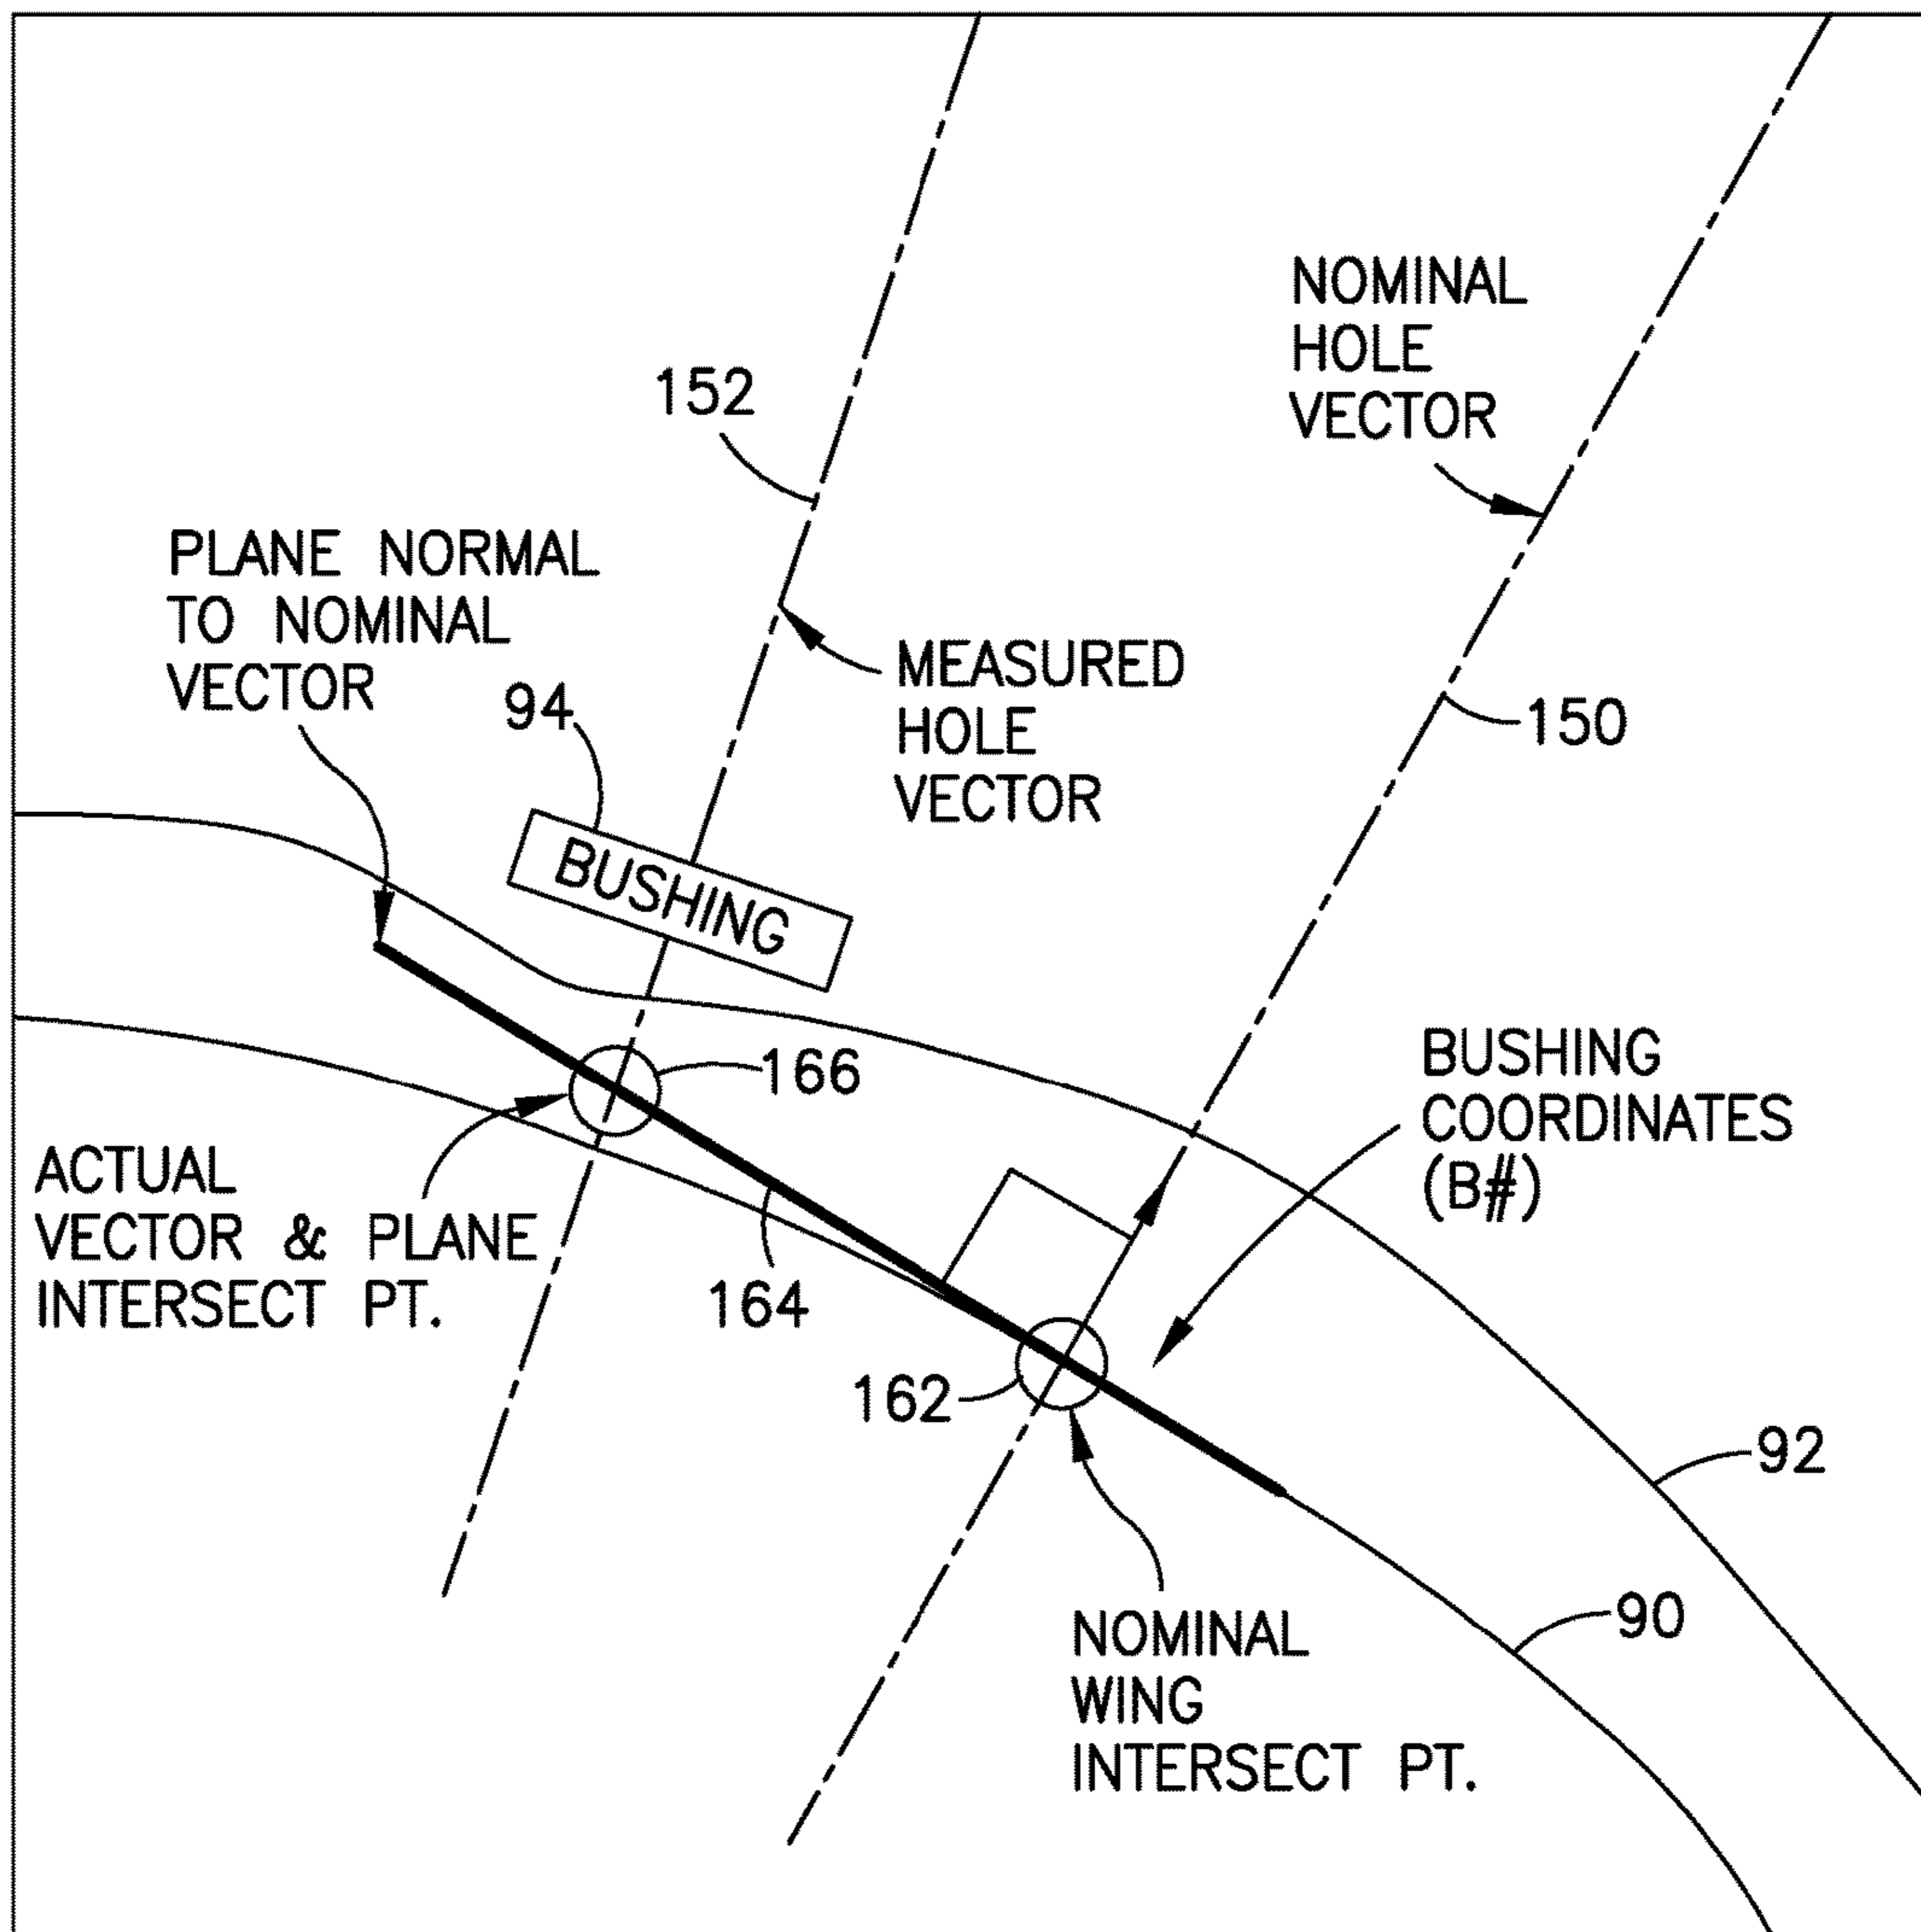 NOMINAL
HOLE
VECTOR
152
PLANE NORMAL
TO NOMINAL
VECTOR
94
MEASURED
HOLE
VECTOR
150
BUSHING
166
BUSHING
COORDINATES
(B#)
ACTUAL
VECTOR & PLANE
INTERSECT PT.
164
162
92
90
NOMINAL
WING
INTERSECT PT.